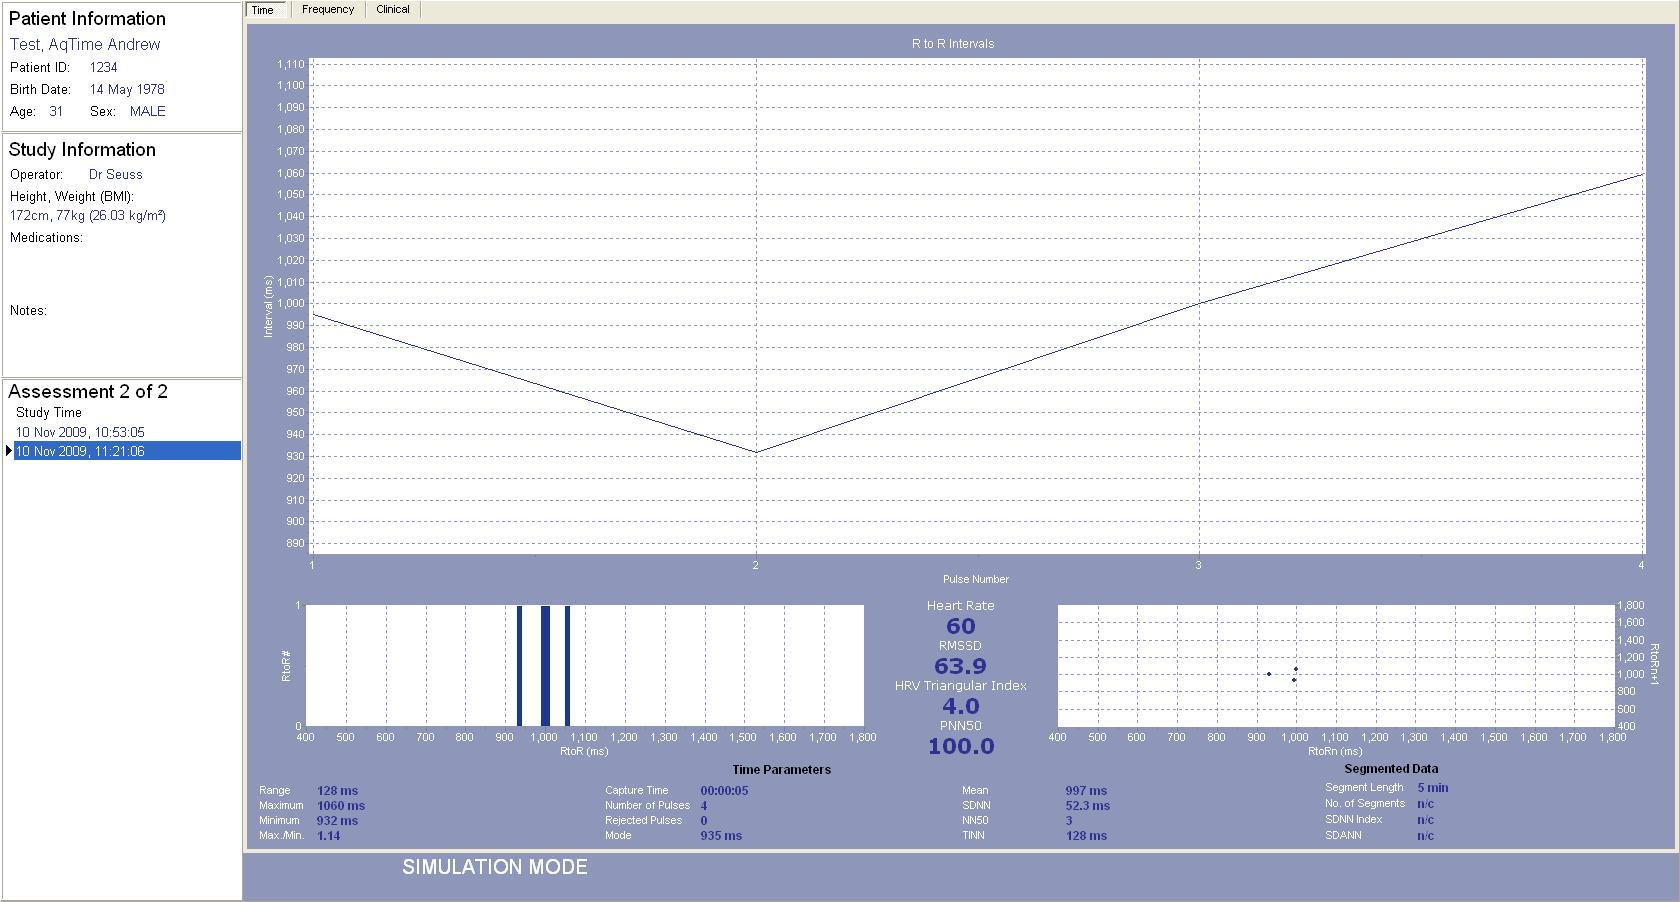 Patient Information
Test, AqTime Andrew
Patient ID: 1234
Birth Date: 14 May 1978
Age: 31 Sex: MALE
Study Information
Operator: Dr Seuss
Height, Weight (BMI):
172cm, 77kg (26.03 kg/m²)
Medications:
Notes:
Assessment 2 of 2
Study Time
10 Nov 2009, 10:53:05
10 Nov 2009, 11:21:06
Time Frequency Clinical
R to R Intervals
1,110
1,100
1,090
1,080
1,070
1,060
1,050
1,040
1,030
1,020
1,010
1,000
990
980
970
960
950
940
930
920
910
900
890
Interval (ms)
1 2 3 4
Pulse Number
1
0
RtoR#
400 500 600 700 800 900 1,000 1,100 1,200 1,300 1,400 1,500 1,600 1,700 1,800
RtoR (ms)
Heart Rate
60
RMSSD
63.9
HRV Triangular Index
4.0
PNN50
100.0
1,800
1,600
1,400
1,200
1,000
800
600
400
RtoRn+1
400 500 600 700 800 900 1,000 1,100 1,200 1,300 1,400 1,500 1,600 1,700 1,800
RtoRn (ms)
Time Parameters
Range 128 ms
Maximum 1060 ms
Minimum 932 ms
Max./Min. 1.14
Capture Time 00:00:05
Number of Pulses 4
Rejected Pulses 0
Mode 935 ms
Mean 997 ms
SDNN 52.3 ms
NN50 3
TINN 128 ms
Segmented Data
Segment Length 5 min
No. of Segments n/c
SDNN Index n/c
SDANN n/c
SIMULATION MODE